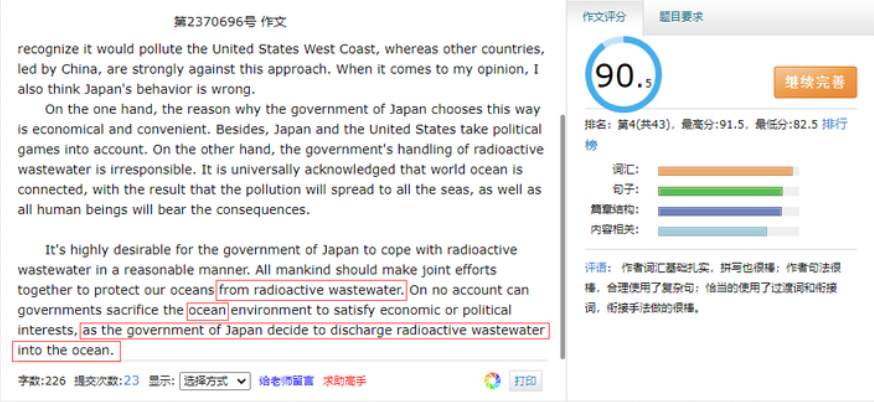 第2370696号 作文
recognize it would pollute the United States West Coast, whereas other countries,
led by China, are strongly against this approach. When it comes to my opinion, I
also think Japan's behavior is wrong.
On the one hand, the reason why the government of Japan chooses this way
is economical and convenient. Besides, Japan and the United States take political
games into account. On the other hand, the government's handling of radioactive
wastewater is irresponsible. It is universally acknowledged that world ocean is
connected, with the result that the pollution will spread to all the seas, as well as
all human beings will bear the consequences.
It's highly desirable for the government of Japan to cope with radioactive
wastewater in a reasonable manner. All mankind should make joint efforts
together to protect our oceans from radioactive wastewater. On no account can
governments sacrifice the ocean environment to satisfy economic or political
interests, as the government of Japan decide to discharge radioactive wastewater
into the ocean.
字数:226 提交次数:23 显示: 选择方式 给老师留言 求助高手
打印
作文评分 题目要求
90.5
继续完善
排名: 第4(共43), 最高分:91.5, 最低分:82.5 排行
榜
词汇:
句子:
篇章结构:
内容相关:
评语: 作者词汇基础扎实, 拼写也很棒; 作者句法很
棒, 合理使用了复杂句; 恰当的使用了过渡词和衔接
词, 衔接手法做的很棒。